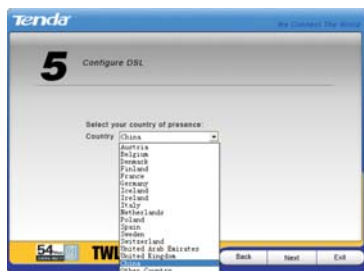 Tenda
We Connect The World
5 Configure DSL
Select your country of presence:
Country China
Austria
Belgium
Denmark
Finland
France
Germany
Iceland
Ireland
Italy
Netherlands
Poland
Spain
Sweden
Switzerland
United Arab Emirates
United Kingdom
China
Other Country
54
TWI
Back Next Exit